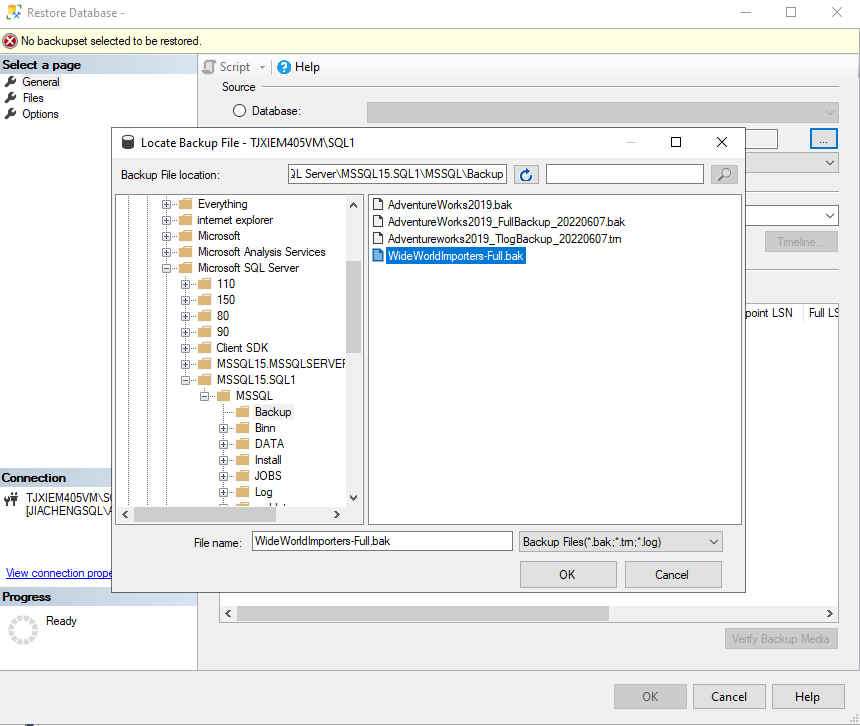 Restore Database -
No backupset selected to be restored.
Select a page
General
Files
Options
Script
Help
Source
Database:
...
Timeline...
point LSN
Full LS
Locate Backup File - TJXIEM405VM\SQL1
Backup File location:
QL Server\MSSQL15.SQL1\MSSQL\Backup
Everything
internet explorer
Microsoft
Microsoft Analysis Services
Microsoft SQL Server
110
150
80
90
Client SDK
MSSQL15.MSSQLSERVER
MSSQL15.SQL1
MSSQL
Backup
Binn
DATA
Install
JOBS
Log
AdventureWorks2019.bak
AdventureWorks2019_FullBackup_20220607.bak
Adventureworks2019_TlogBackup_20220607.trn
WideWorldImporters-Full.bak
File name:
WideWorldImporters-Full.bak
Backup Files(*.bak;*.trn;*.log)
OK
Cancel
Connection
TJXIEM405VM\SQ
[JIACHENGSQL\A
View connection prope
Progress
Ready
Verify Backup Media
OK
Cancel
Help